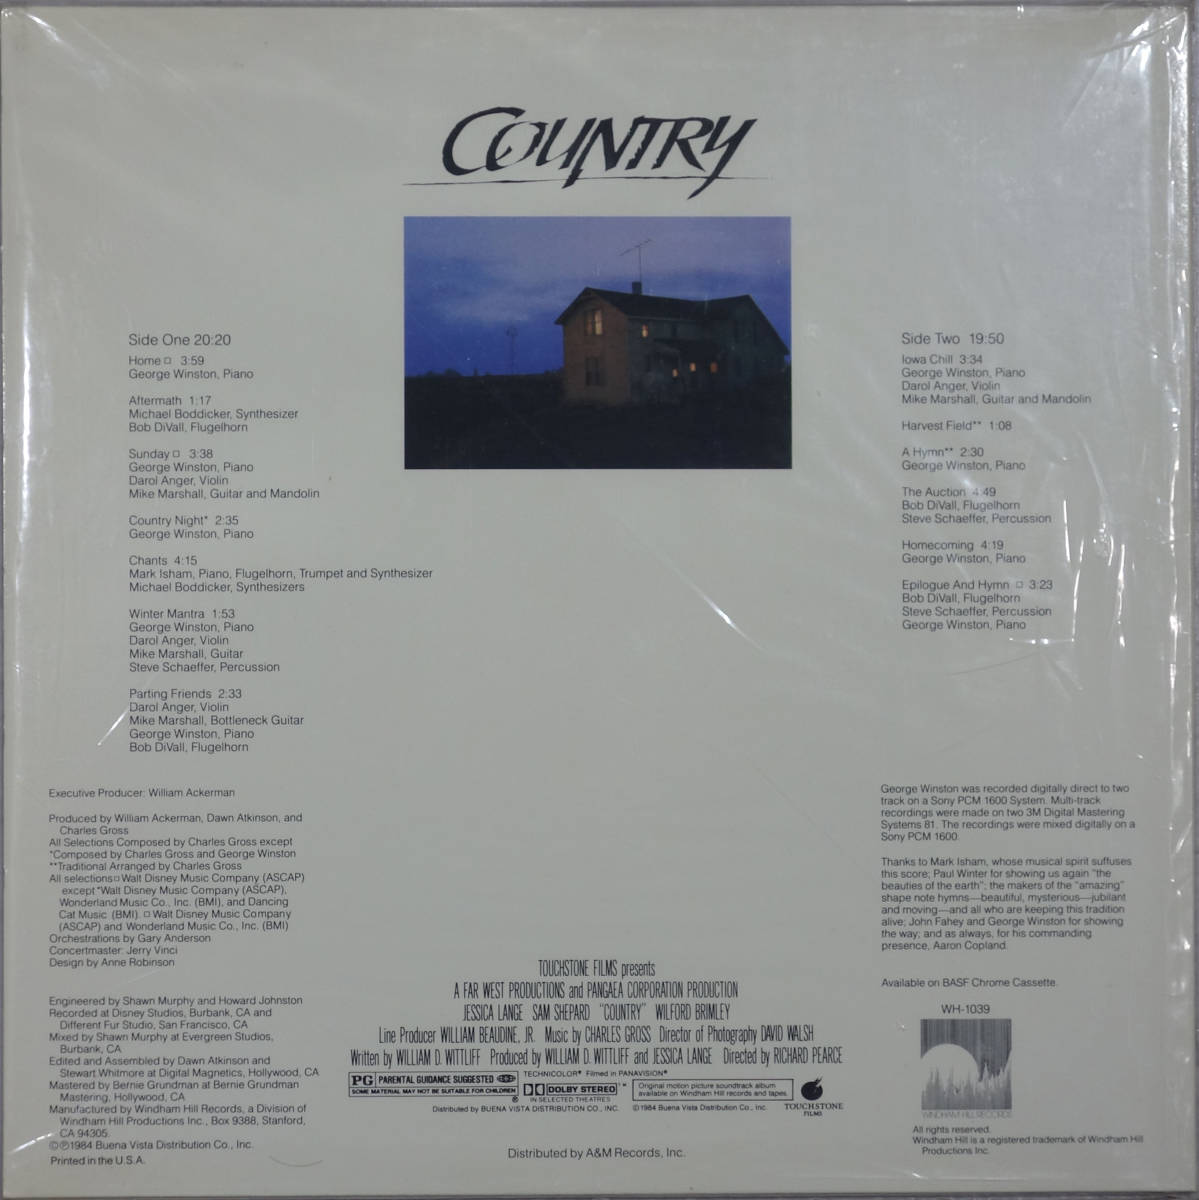 COUNTRY
Side One 20:20
Home □ 3:59
George Winston, Piano
Aftermath 1:17
Michael Boddicker, Synthesizer
Bob DiVall, Flugelhorn
Sunday □ 3:38
George Winston, Piano
Darol Anger, Violin
Mike Marshall, Guitar and Mandolin
Country Night* 2:35
George Winston, Piano
Chants 4:15
Mark Isham, Piano, Flugelhorn, Trumpet and Synthesizer
Michael Boddicker, Synthesizers
Winter Mantra 1:53
George Winston, Piano
Darol Anger, Violin
Mike Marshall, Guitar
Steve Schaeffer, Percussion
Parting Friends 2:33
Darol Anger, Violin
Mike Marshall, Bottleneck Guitar
George Winston, Piano
Bob DiVall, Flugelhorn
Side Two 19:50
Iowa Chill 3:34
George Winston, Piano
Darol Anger, Violin
Mike Marshall, Guitar and Mandolin
Harvest Field** 1:08
A Hymn** 2:30
George Winston, Piano
The Auction 4:49
Bob DiVall, Flugelhorn
Steve Schaeffer, Percussion
Homecoming 4:19
George Winston, Piano
Epilogue And Hymn □ 3:23
Bob DiVall, Flugelhorn
Steve Schaeffer, Percussion
George Winston, Piano
Executive Producer: William Ackerman
Produced by William Ackerman, Dawn Atkinson, and
Charles Gross
All Selections Composed by Charles Gross except
*Composed by Charles Gross and George Winston
**Traditional Arranged by Charles Gross
All selections □ Walt Disney Music Company (ASCAP)
except *Walt Disney Music Company (ASCAP),
Wonderland Music Co., Inc. (BMI), and Dancing
Cat Music (BMI). □ Walt Disney Music Company
(ASCAP) and Wonderland Music Co., Inc. (BMI)
Orchestrations by Gary Anderson
Concertmaster: Jerry Vinci
Design by Anne Robinson
Engineered by Shawn Murphy and Howard Johnston
Recorded at Disney Studios, Burbank, CA and
Different Fur Studio, San Francisco, CA
Mixed by Shawn Murphy at Evergreen Studios,
Burbank, CA
Edited and Assembled by Dawn Atkinson and
Stewart Whitmore at Digital Magnetics, Hollywood, CA
Mastered by Bernie Grundman at Bernie Grundman
Mastering, Hollywood, CA
Manufactured by Windham Hill Records, a Division of
Windham Hill Productions Inc., Box 9388, Stanford,
CA 94305.
©℗1984 Buena Vista Distribution Co., Inc.
Printed in the U.S.A.
TOUCHSTONE FILMS presents
A FAR WEST PRODUCTIONS and PANGAEA CORPORATION PRODUCTION
JESSICA LANGE SAM SHEPARD "COUNTRY" WILFORD BRIMLEY
Line Producer WILLIAM BEAUDINE, JR. Music by CHARLES GROSS Director of Photography DAVID WALSH
Written by WILLIAM D. WITTLIFF Produced by WILLIAM D. WITTLIFF and JESSICA LANGE Directed by RICHARD PEARCE
PG PARENTAL GUIDANCE SUGGESTED
SOME MATERIAL MAY NOT BE SUITABLE FOR CHILDREN ®
TECHNICOLOR® Filmed in PANAVISION®
DOLBY STEREO ™
IN SELECTED THEATRES
Original motion picture soundtrack album
available on Windham Hill records and tapes.
TOUCHSTONE
FILMS
Distributed by BUENA VISTA DISTRIBUTION CO., INC. ©1984 Buena Vista Distribution Co., Inc.
Distributed by A&M Records, Inc.
George Winston was recorded digitally direct to two
track on a Sony PCM 1600 System. Multi-track
recordings were made on two 3M Digital Mastering
Systems 81. The recordings were mixed digitally on a
Sony PCM 1600.
Thanks to Mark Isham, whose musical spirit suffuses
this score; Paul Winter for showing us again "the
beauties of the earth"; the makers of the "amazing"
shape note hymns—beautiful, mysterious—jubilant
and moving—and all who are keeping this tradition
alive; John Fahey and George Winston for showing
the way; and as always, for his commanding
presence, Aaron Copland.
Available on BASF Chrome Cassette.
WH-1039
WINDHAM HILL RECORDS
All rights reserved.
Windham Hill is a registered trademark of Windham Hill
Productions Inc.